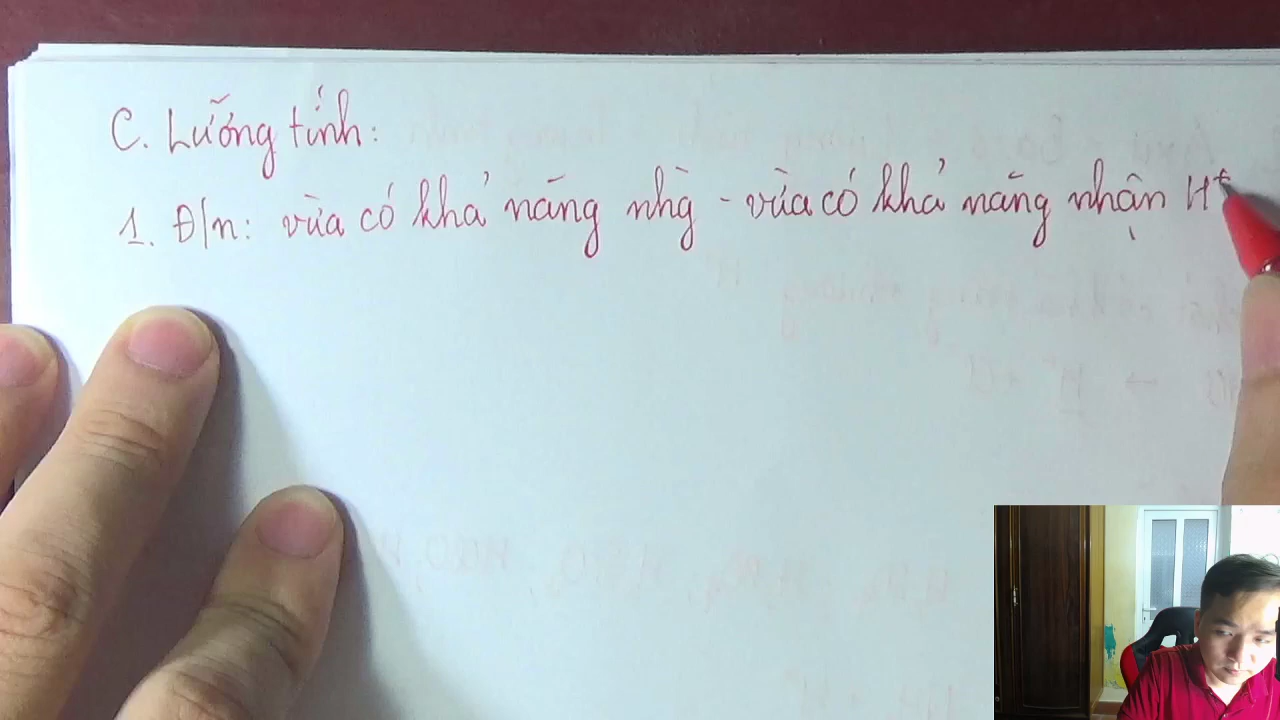 C. Lưỡng tính:
1. Đ/n: vừa có khả năng nhg - vừa có khả năng nhận H⁺